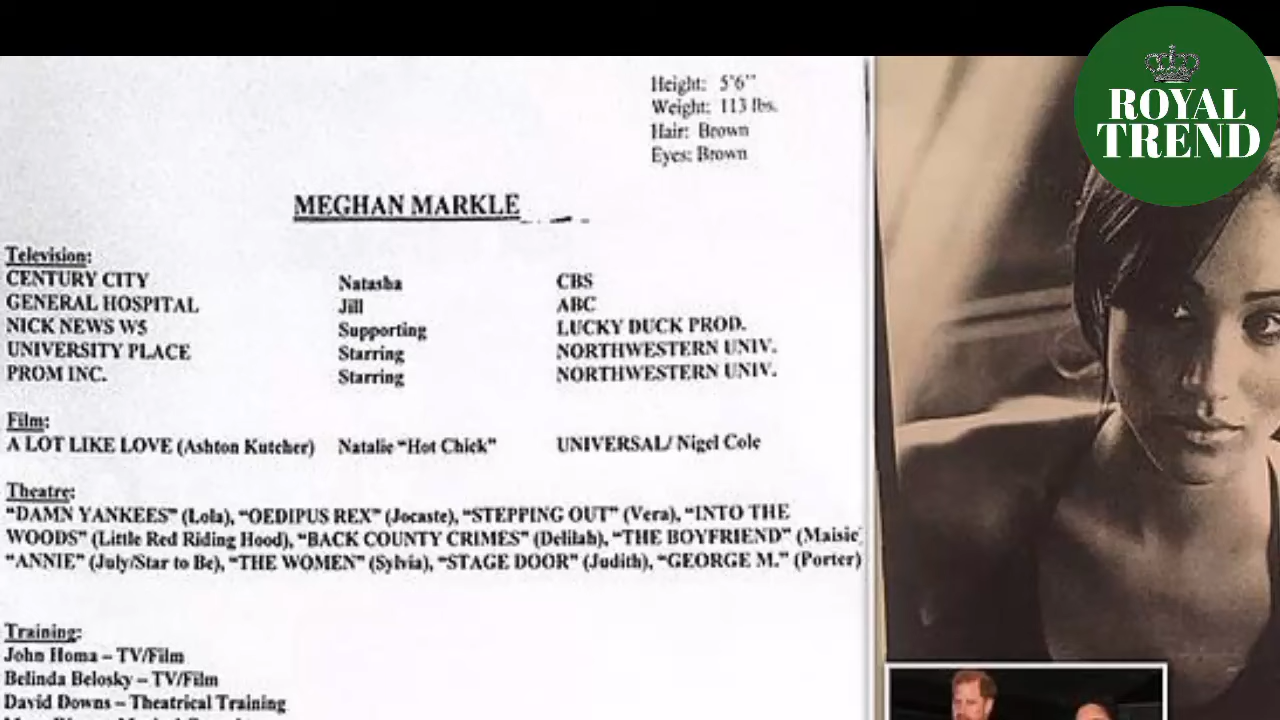 ROYAL
TREND
Height: 5'6"
Weight: 113 lbs.
Hair: Brown
Eyes: Brown
MEGHAN MARKLE
Television:
CENTURY CITY Natasha CBS
GENERAL HOSPITAL Jill ABC
NICK NEWS W5 Supporting LUCKY DUCK PROD.
UNIVERSITY PLACE Starring NORTHWESTERN UNIV.
PROM INC. Starring NORTHWESTERN UNIV.
Film:
A LOT LIKE LOVE (Ashton Kutcher) Natalie "Hot Chick" UNIVERSAL/ Nigel Cole
Theatre:
"DAMN YANKEES" (Lola), "OEDIPUS REX" (Jocaste), "STEPPING OUT" (Vera), "INTO THE
WOODS" (Little Red Riding Hood), "BACK COUNTY CRIMES" (Delilah), "THE BOYFRIEND" (Maisie
"ANNIE" (July/Star to Be), "THE WOMEN" (Sylvia), "STAGE DOOR" (Judith), "GEORGE M." (Porter)
Training:
John Homa – TV/Film
Belinda Belosky – TV/Film
David Downs – Theatrical Training